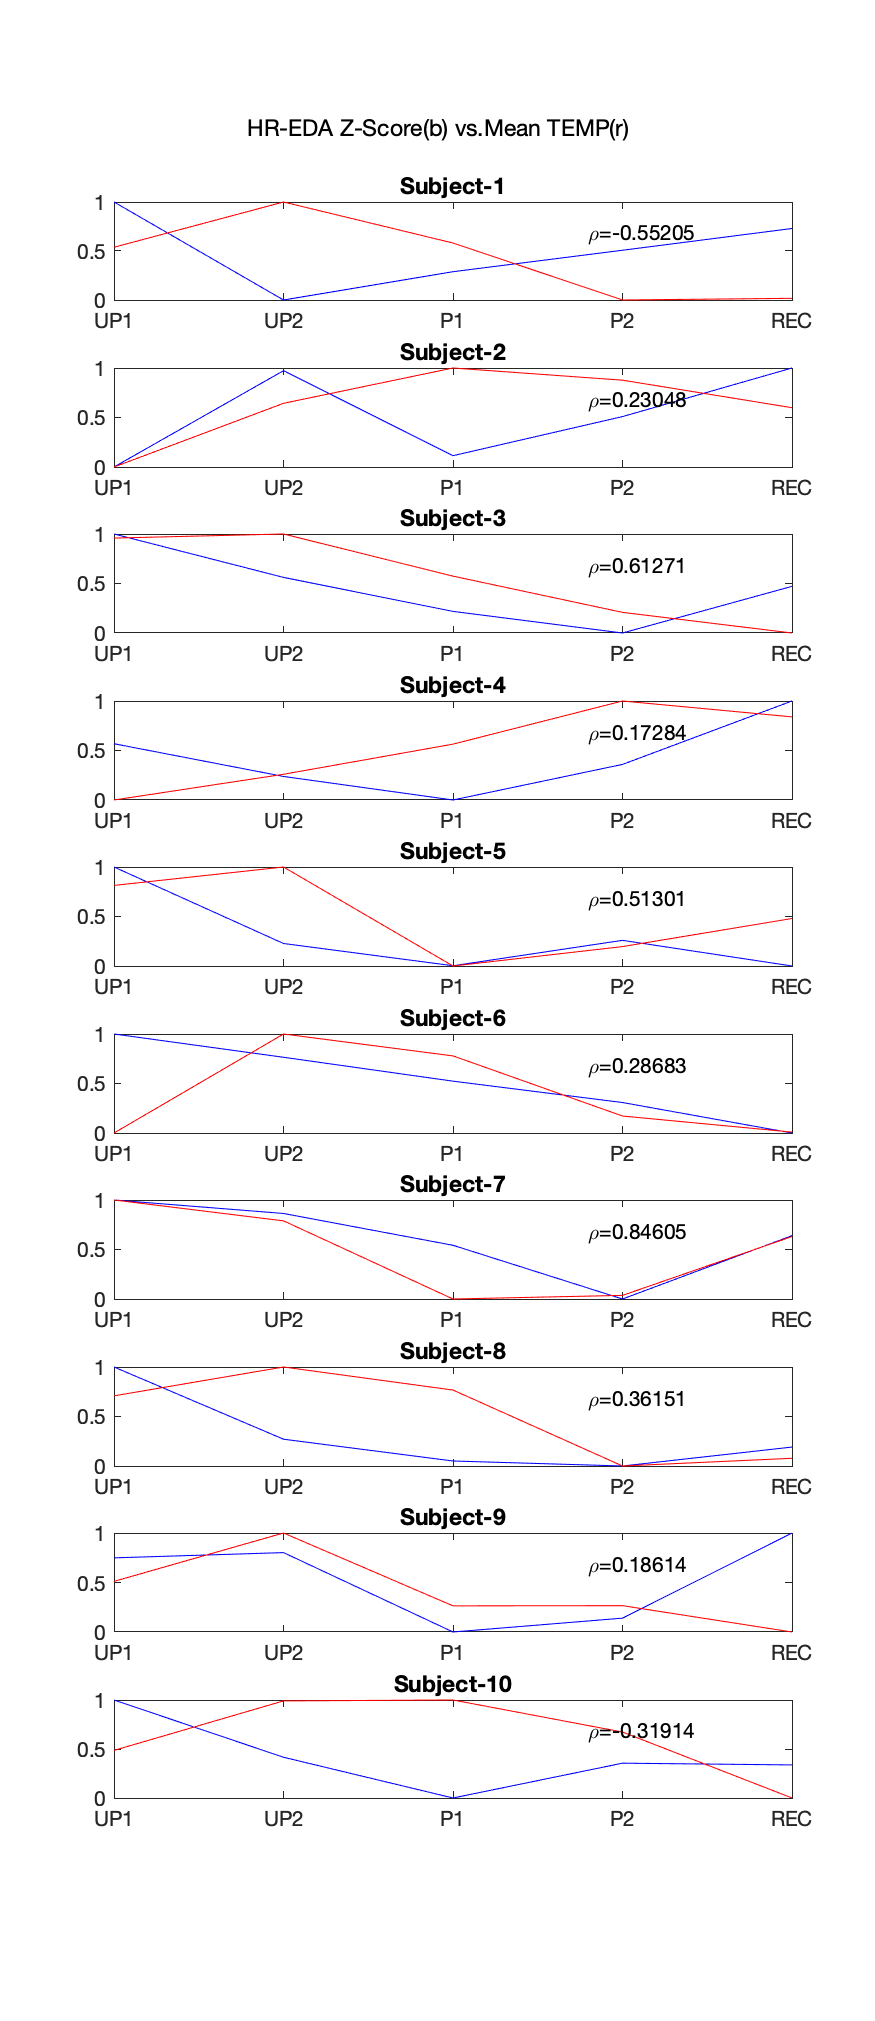 HR-EDA Z-Score(b) vs.Mean TEMP(r)
Subject-1
1
0.5
0
ρ=-0.55205
UP1 UP2 P1 P2 REC
Subject-2
1
0.5
0
ρ=0.23048
UP1 UP2 P1 P2 REC
Subject-3
1
0.5
0
ρ=0.61271
UP1 UP2 P1 P2 REC
Subject-4
1
0.5
0
ρ=0.17284
UP1 UP2 P1 P2 REC
Subject-5
1
0.5
0
ρ=0.51301
UP1 UP2 P1 P2 REC
Subject-6
1
0.5
0
ρ=0.28683
UP1 UP2 P1 P2 REC
Subject-7
1
0.5
0
ρ=0.84605
UP1 UP2 P1 P2 REC
Subject-8
1
0.5
0
ρ=0.36151
UP1 UP2 P1 P2 REC
Subject-9
1
0.5
0
ρ=0.18614
UP1 UP2 P1 P2 REC
Subject-10
1
0.5
0
ρ=-0.31914
UP1 UP2 P1 P2 REC